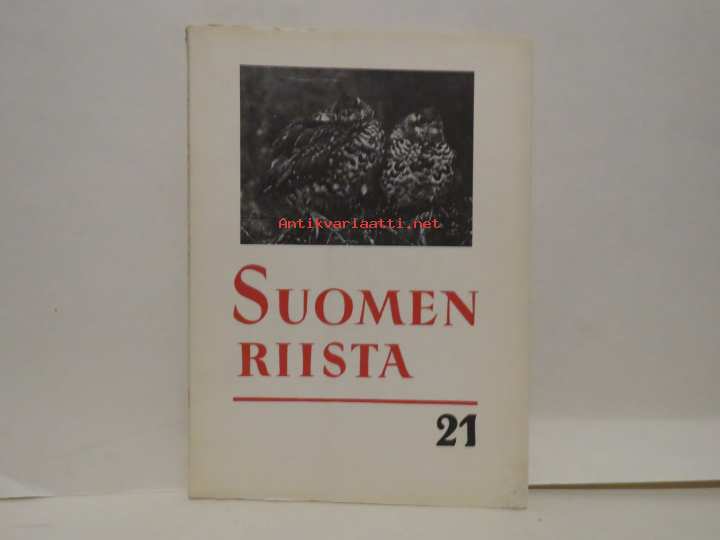 Antikvariaatti.net
SUOMEN
RIISTA
21